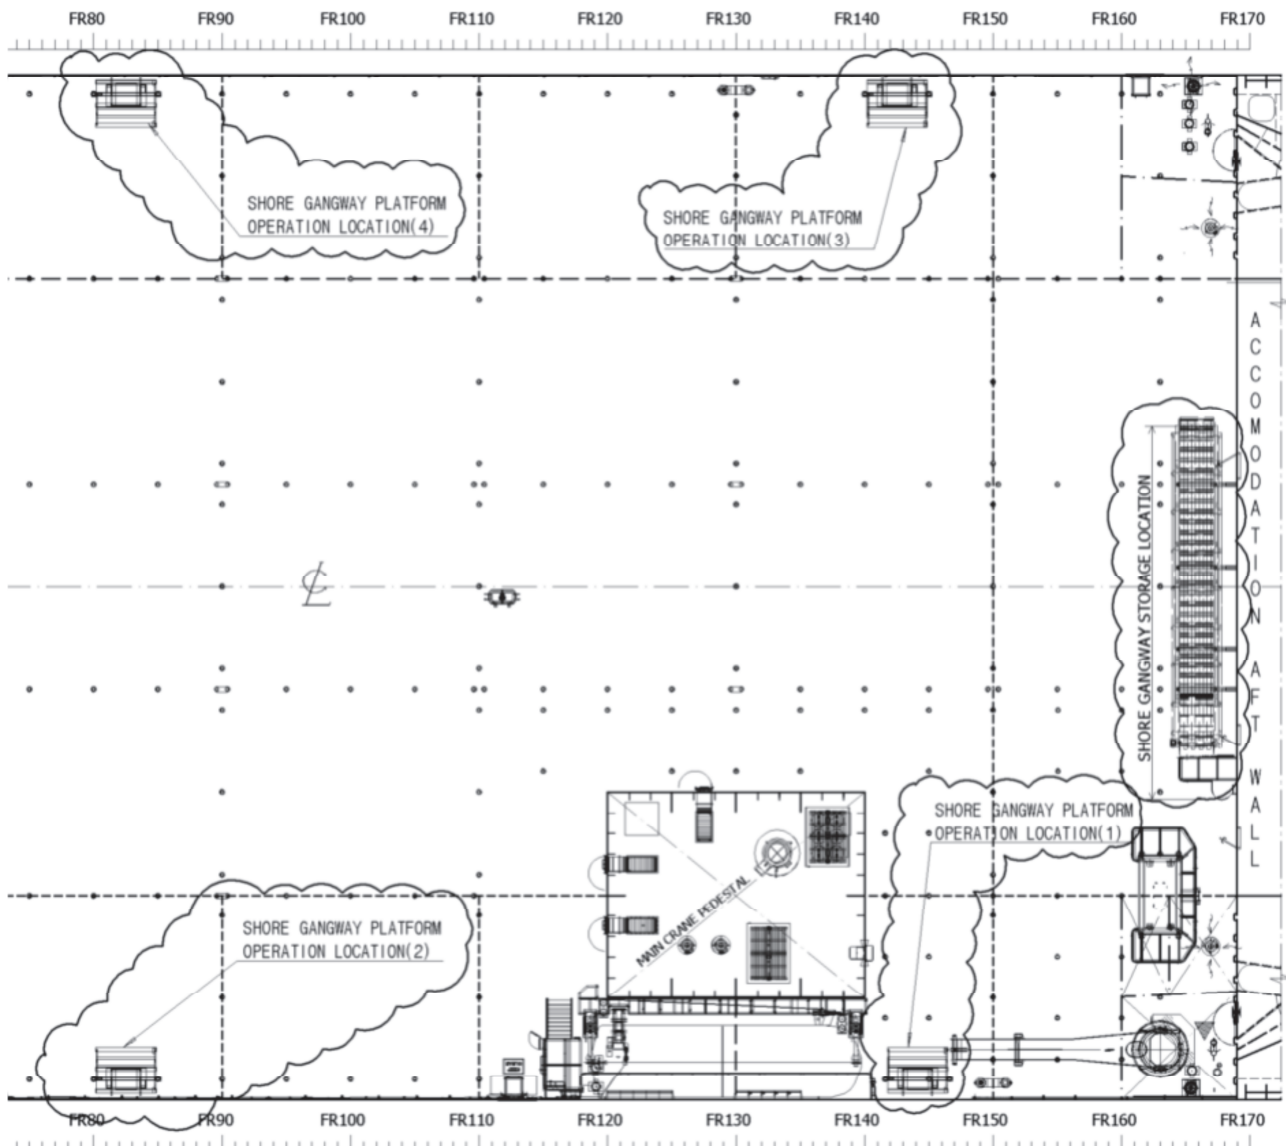 FR80 FR90 FR100 FR110 FR120 FR130 FR140 FR150 FR160 FR170
SHORE GANGWAY PLATFORM
OPERATION LOCATION(4)
SHORE GANGWAY PLATFORM
OPERATION LOCATION(3)
ACCOMODATION AFT WALL
SHORE GANGWAY STORAGE LOCATION
℄
SHORE GANGWAY PLATFORM
OPERATION LOCATION(1)
MAIN CRANE PEDESTAL
SHORE GANGWAY PLATFORM
OPERATION LOCATION(2)
FR80 FR90 FR100 FR110 FR120 FR130 FR140 FR150 FR160 FR170